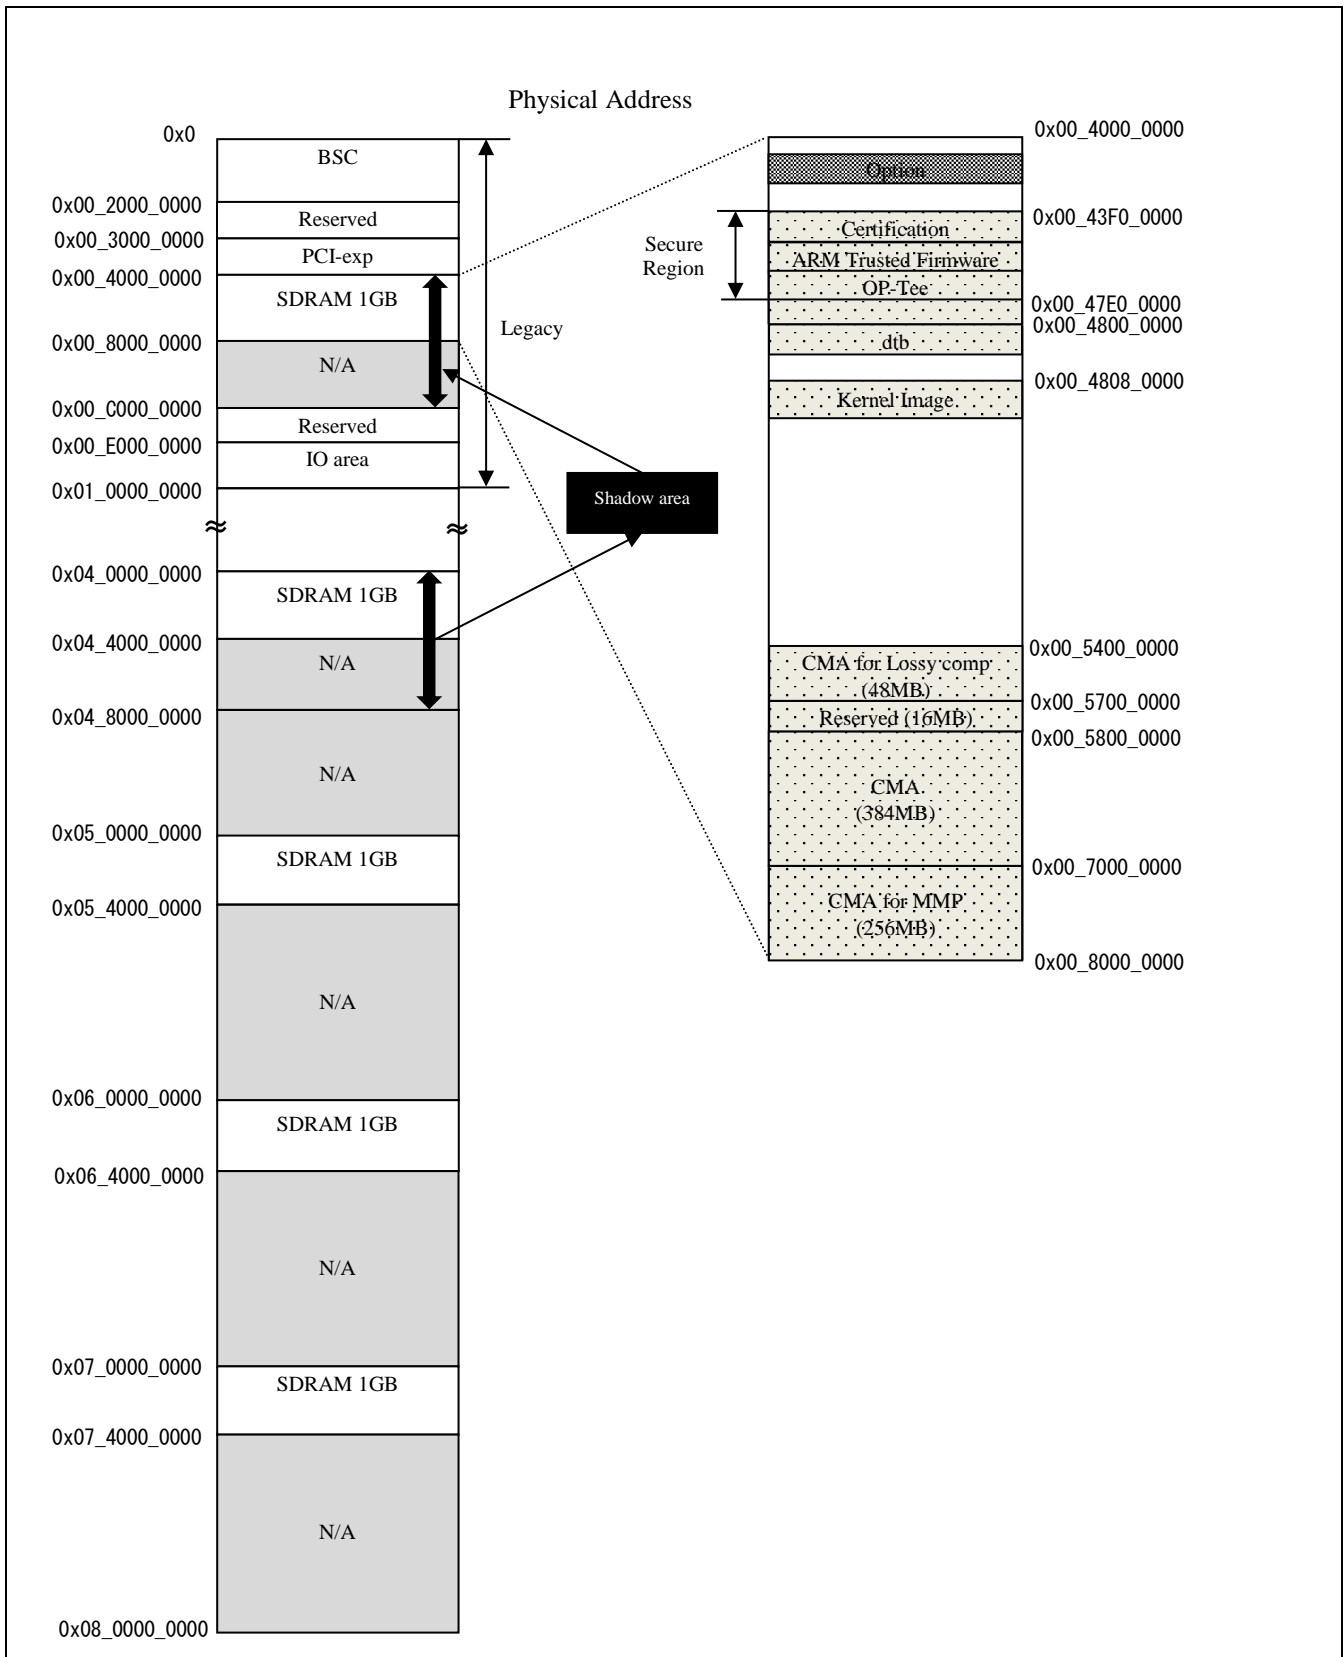 Physical Address
0x0
BSC
0x00_2000_0000
Reserved
0x00_3000_0000
PCI-exp
0x00_4000_0000
SDRAM 1GB
0x00_8000_0000
N/A
0x00_C000_0000
Reserved
0x00_E000_0000
IO area
0x01_0000_0000
Legacy
≈
≈
Shadow area
0x04_0000_0000
SDRAM 1GB
0x04_4000_0000
N/A
0x04_8000_0000
N/A
0x05_0000_0000
SDRAM 1GB
0x05_4000_0000
N/A
0x06_0000_0000
SDRAM 1GB
0x06_4000_0000
N/A
0x07_0000_0000
SDRAM 1GB
0x07_4000_0000
N/A
0x08_0000_0000
0x00_4000_0000
Option
0x00_43F0_0000
Secure
Region
Certification
ARM Trusted Firmware
OP-Tee
0x00_47E0_0000
0x00_4800_0000
dtb
0x00_4808_0000
Kernel Image
0x00_5400_0000
CMA for Lossy comp
(48MB)
0x00_5700_0000
Reserved (16MB)
0x00_5800_0000
CMA
(384MB)
0x00_7000_0000
CMA for MMP
(256MB)
0x00_8000_0000